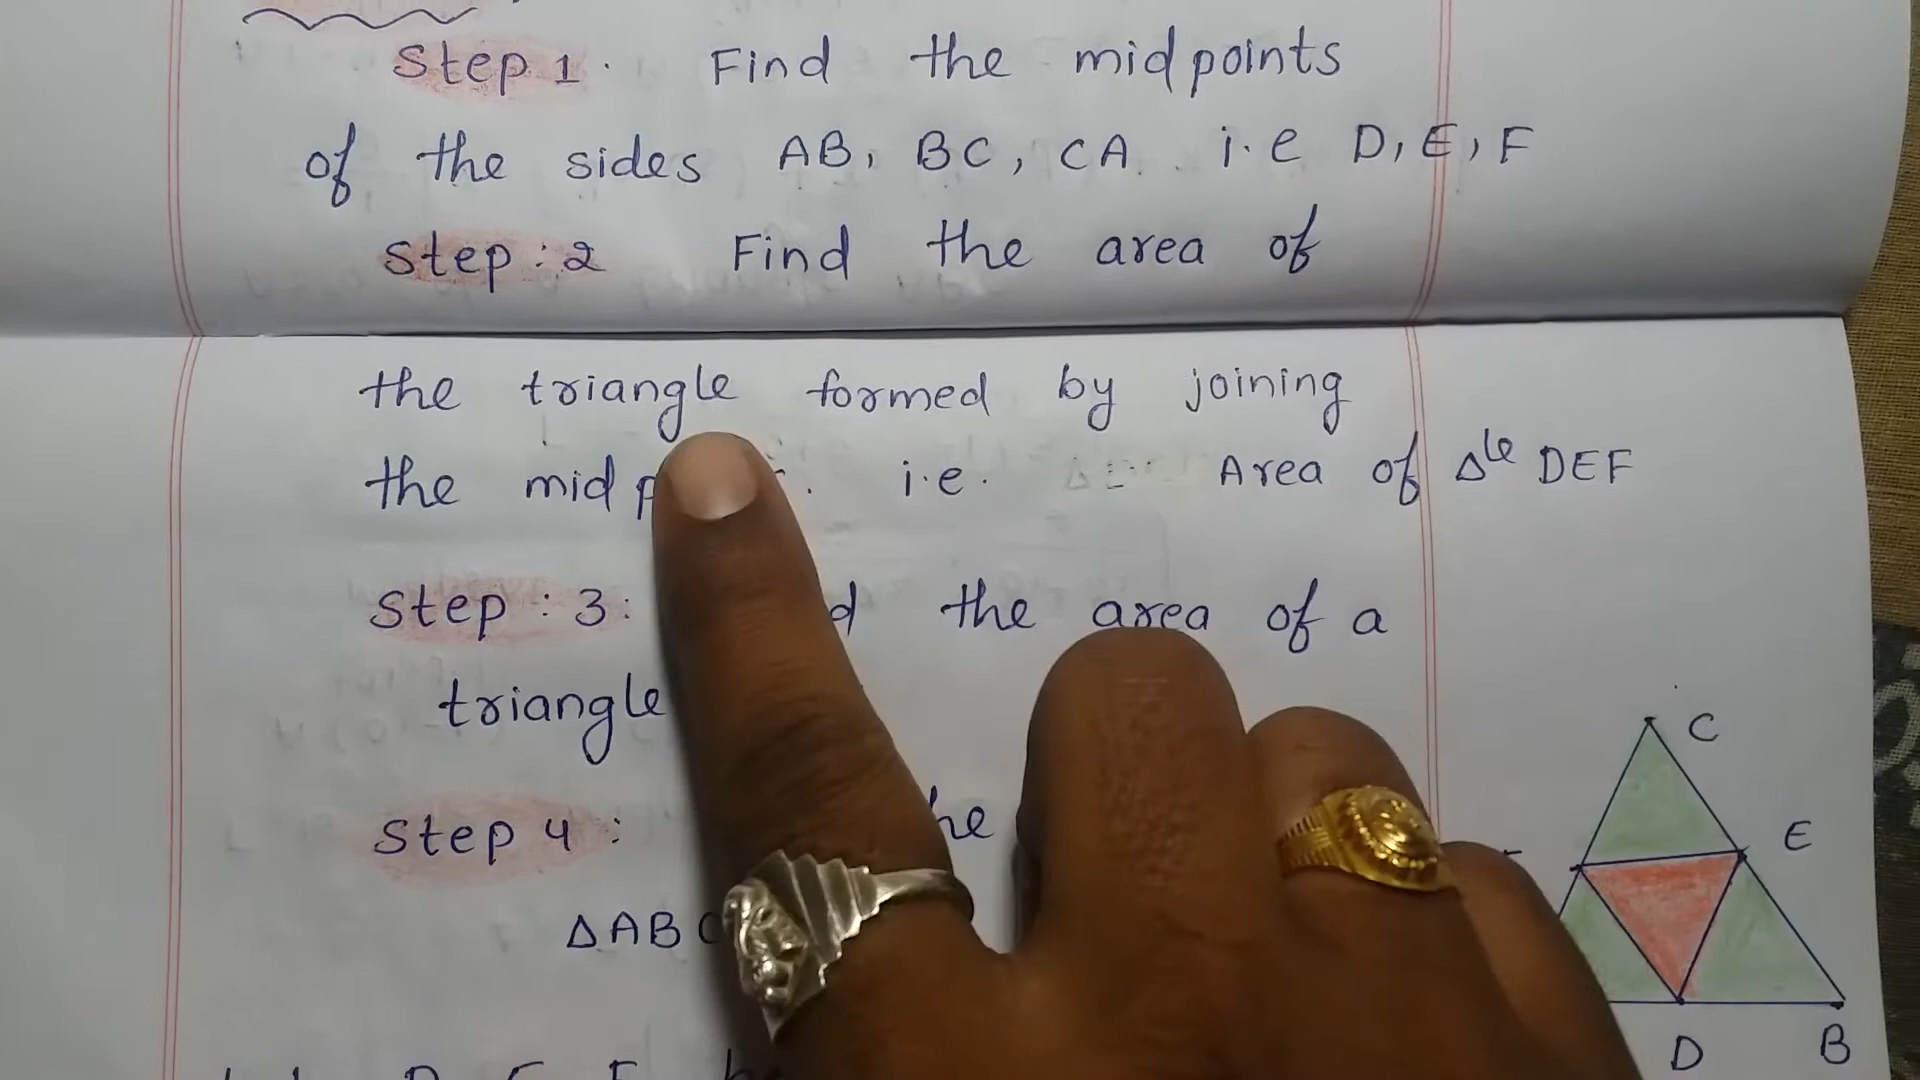 Step 1. Find the midpoints
of the sides AB, BC, CA. i.e D, E, F
Step : 2 Find the area of
the triangle formed by joining
the mid i.e. Area of Δle DEF
Step : 3 : the area of a
triangle
Step 4 :
ΔABC
C
E
D
B